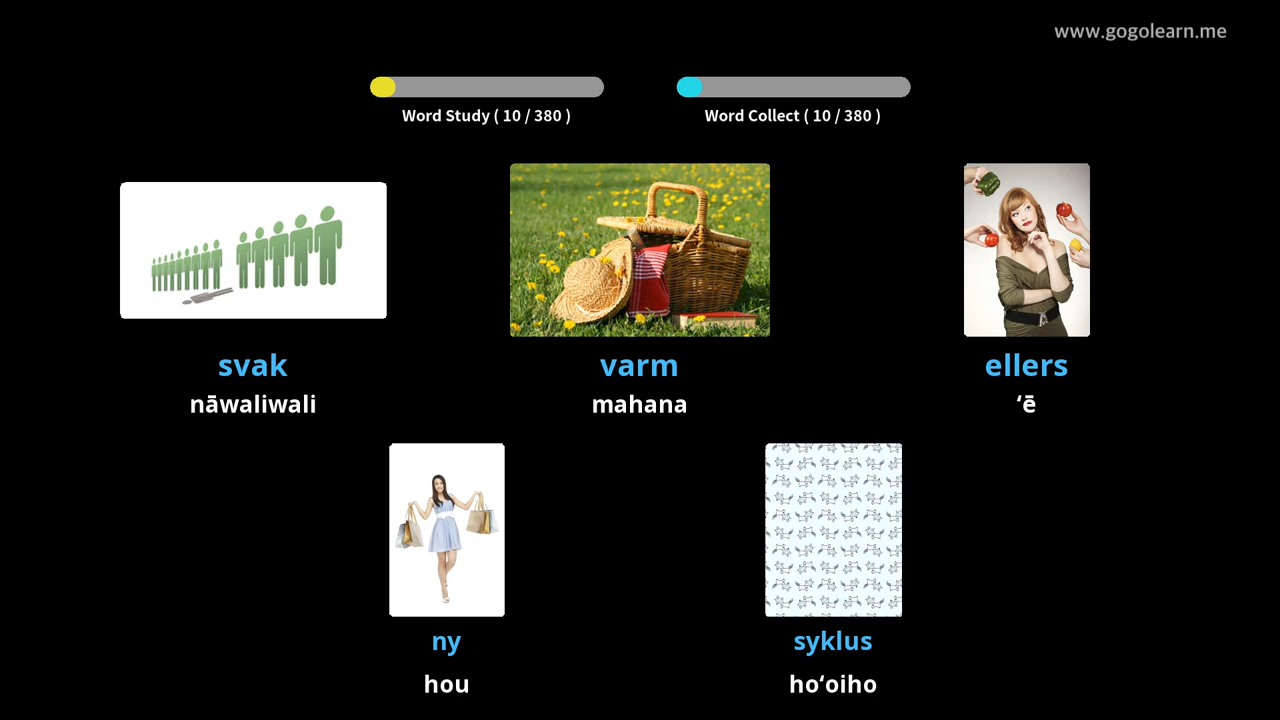 www.gogolearn.me
Word Study ( 10 / 380 )
Word Collect ( 10 / 380 )
svak
nāwaliwali
varm
mahana
ellers
ʻē
ny
hou
syklus
hoʻoiho